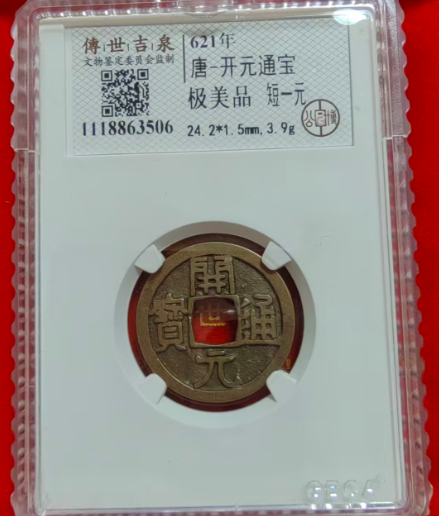 傳世吉泉
文物鉴定委员会监制
1118863506
621年
唐-开元通宝
极美品 短一元
24.2*1.5mm,3.9g
開
通
元
寶